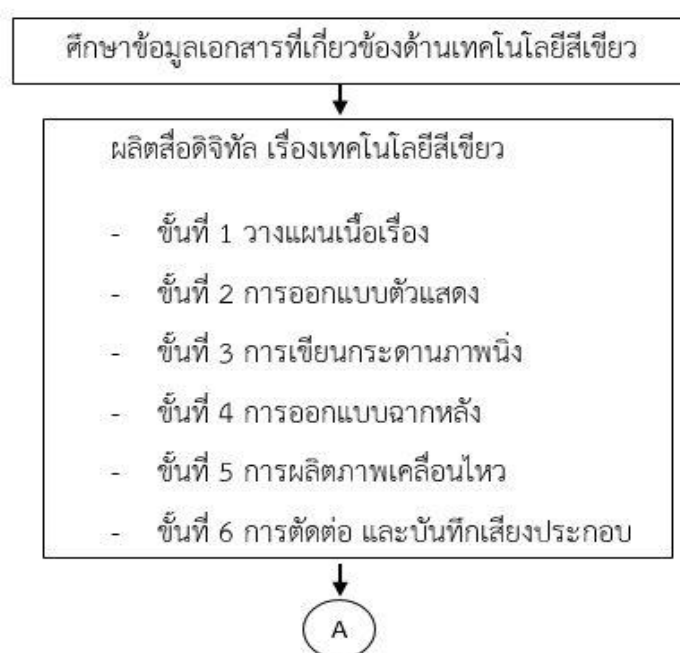 ศึกษาข้อมูลเอกสารที่เกี่ยวข้องด้านเทคโนโลยีสีเขียว
ผลิตสื่อดิจิทัล เรื่องเทคโนโลยีสีเขียว
- ขั้นที่ 1 วางแผนเนื้อเรื่อง
- ขั้นที่ 2 การออกแบบตัวแสดง
- ขั้นที่ 3 การเขียนกระดานภาพนิ่ง
- ขั้นที่ 4 การออกแบบฉากหลัง
- ขั้นที่ 5 การผลิตภาพเคลื่อนไหว
- ขั้นที่ 6 การตัดต่อ และบันทึกเสียงประกอบ
A